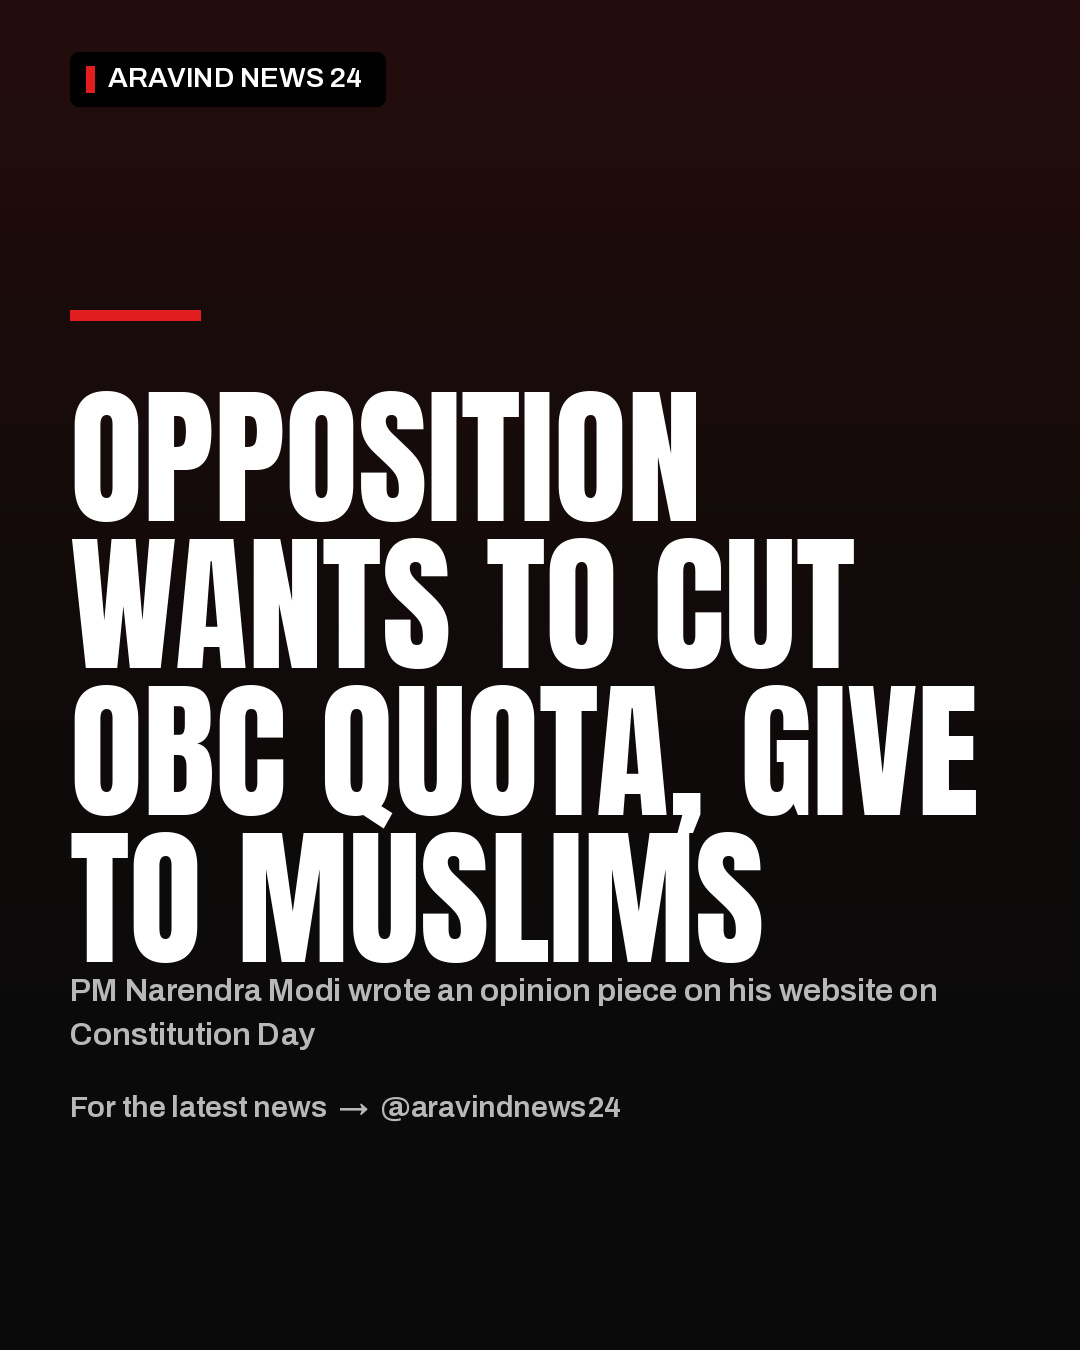 ARAVIND NEWS 24
OPPOSITION
WANTS TO CUT
OBC QUOTA, GIVE
TO MUSLIMS
PM Narendra Modi wrote an opinion piece on his website on
Constitution Day
For the latest news → @aravindnews24